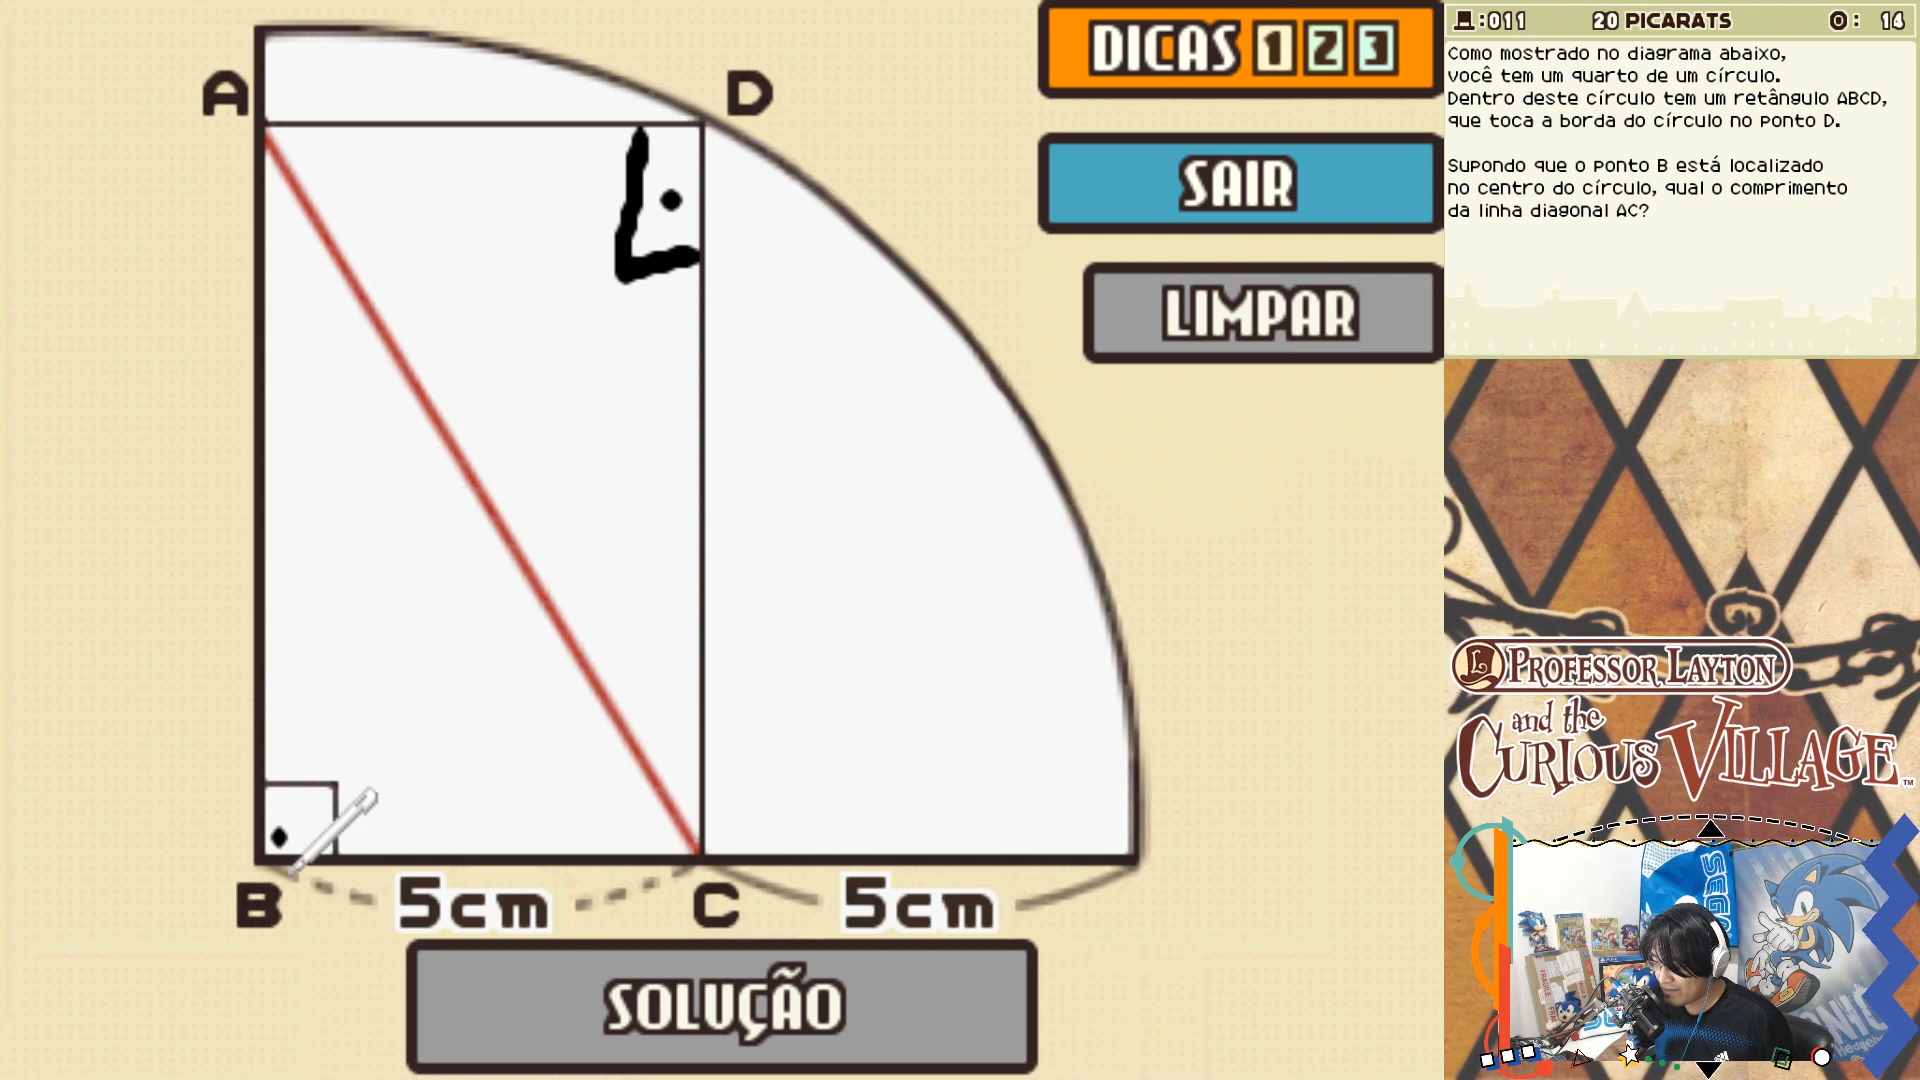 A
D
B
5cm
C
5cm
DICAS 1 2 3
SAIR
LIMPAR
SOLUÇÃO
:011 20 PICARATS : 14
Como mostrado no diagrama abaixo,
você tem um quarto de um círculo.
Dentro deste círculo tem um retângulo ABCD,
que toca a borda do círculo no ponto D.
Supondo que o ponto B está localizado
no centro do círculo, qual o comprimento
da linha diagonal AC?
L PROFESSOR LAYTON
and the
CURIOUS VILLAGE™
SEGA